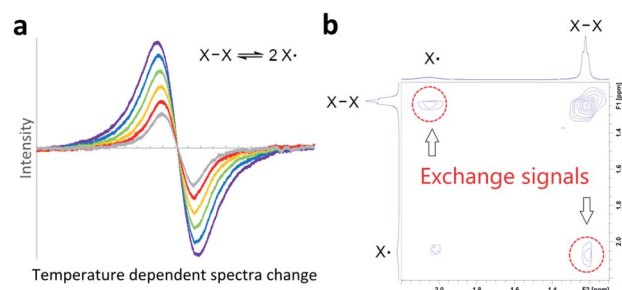 a
X–X ⇌ 2 X•
Intensity
Temperature dependent spectra change
b
X–X
X•
X–X
Exchange signals
X•
F1 [ppm]
1.4
1.6
1.8
2.0
2.0
1.8
1.6
1.4
F2 [ppm]